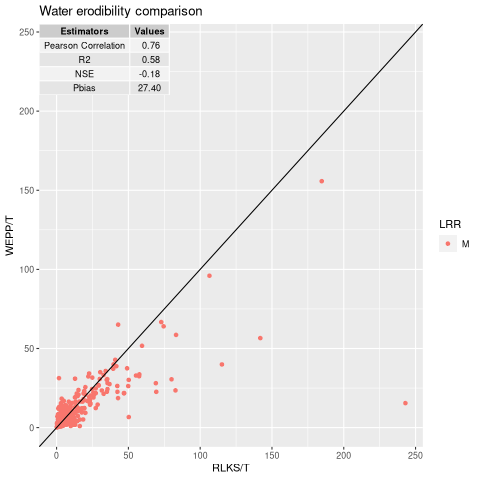 Water erodibility comparison
Estimators Values
Pearson Correlation 0.76
R2 0.58
NSE -0.18
Pbias 27.40
250
200
150
100
50
0
WEPP/T
0 50 100 150 200 250
RLKS/T
LRR
M